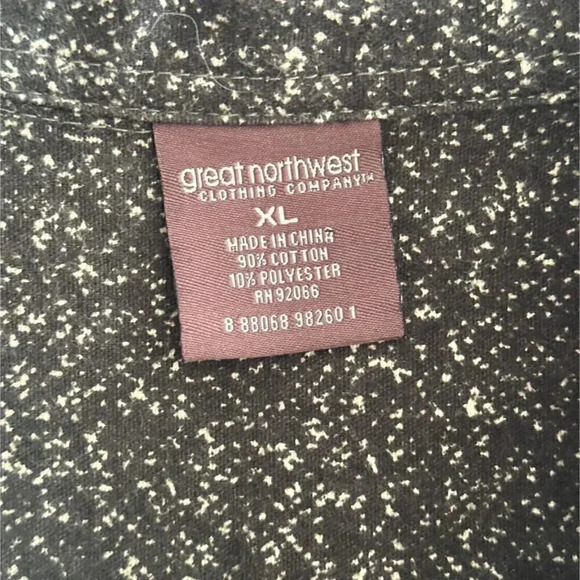 great northwest
CLOTHING COMPANY™
XL
MADE IN CHINA
90% COTTON
10% POLYESTER
RN 92066
8 88068 98260 1